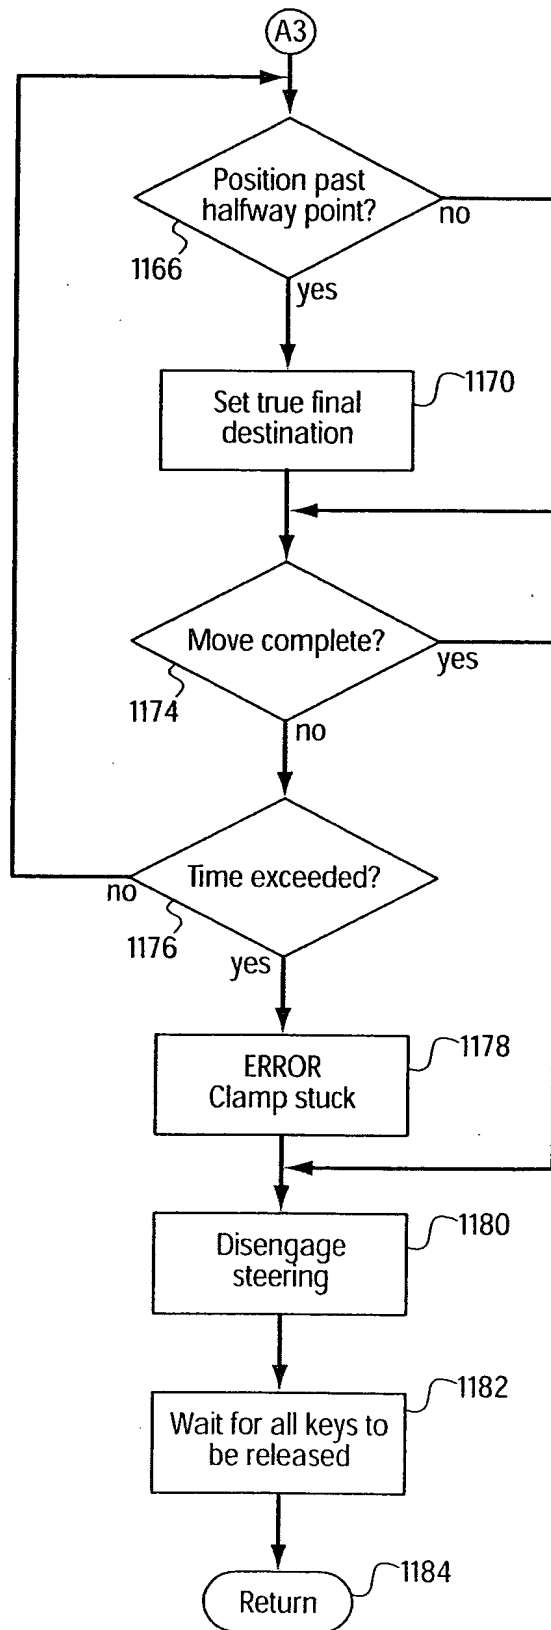 A3
Position past
halfway point?
no
1166
yes
1170
Set true final
destination
Move complete?
yes
1174
no
Time exceeded?
no
1176
yes
1178
ERROR
Clamp stuck
1180
Disengage
steering
1182
Wait for all keys to
be released
1184
Return